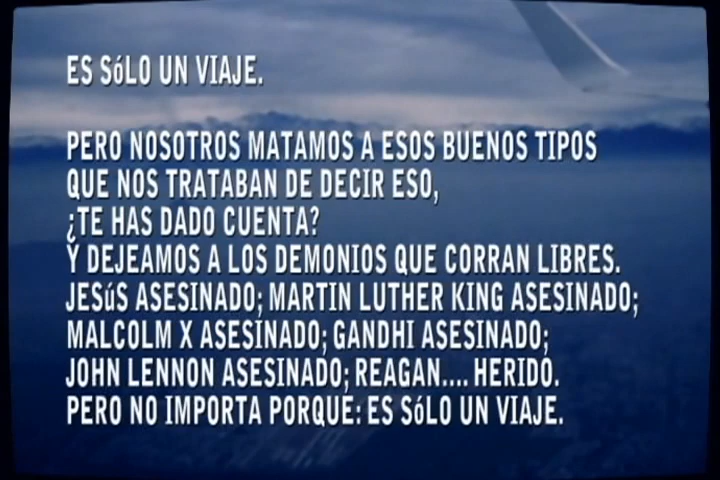 ES SóLO UN VIAJE.
PERO NOSOTROS MATAMOS A ESOS BUENOS TIPOS
QUE NOS TRATABAN DE DECIR ESO,
¿TE HAS DADO CUENTA?
Y DEJEAMOS A LOS DEMONIOS QUE CORRAN LIBRES.
JESúS ASESINADO; MARTIN LUTHER KING ASESINADO;
MALCOLM X ASESINADO; GANDHI ASESINADO;
JOHN LENNON ASESINADO; REAGAN.... HERIDO.
PERO NO IMPORTA PORQUE: ES SóLO UN VIAJE.